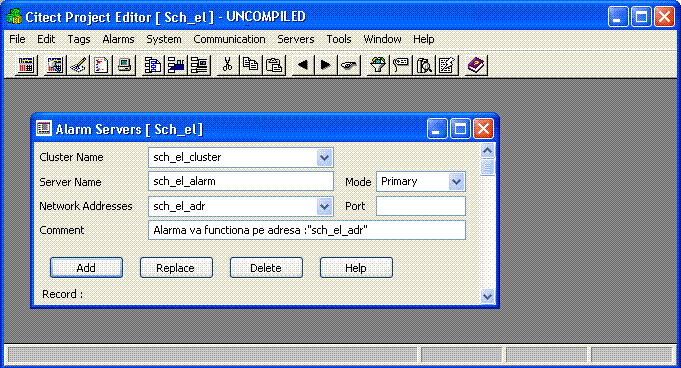 Citect Project Editor [ Sch_el ] - UNCOMPILED
File Edit Tags Alarms System Communication Servers Tools Window Help
Alarm Servers [ Sch_el ]
Cluster Name sch_el_cluster
Server Name sch_el_alarm Mode Primary
Network Addresses sch_el_adr Port
Comment Alarma va functiona pe adresa :"sch_el_adr"
Add Replace Delete Help
Record :